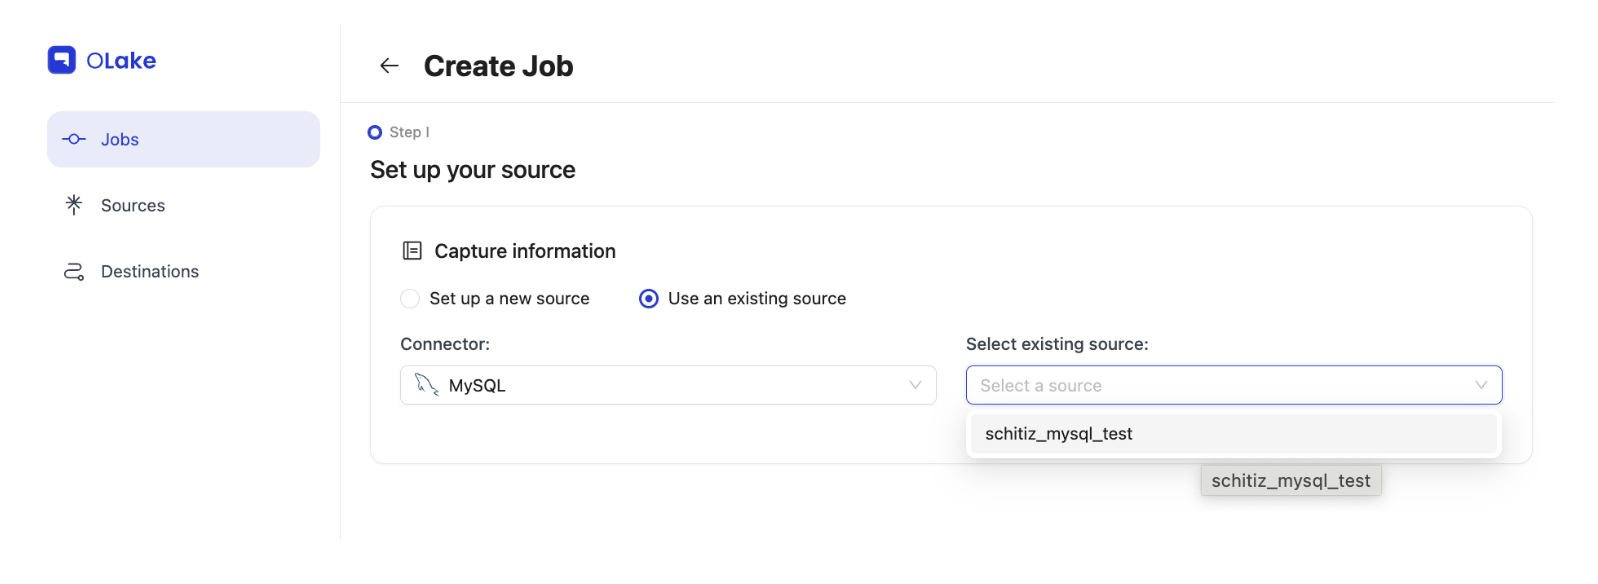 OLake
Create Job
Jobs
Sources
Destinations
Step I
Set up your source
Capture information
Set up a new source
Use an existing source
Connector:
Select existing source:
MySQL
Select a source
schitiz_mysql_test
schitiz_mysql_test